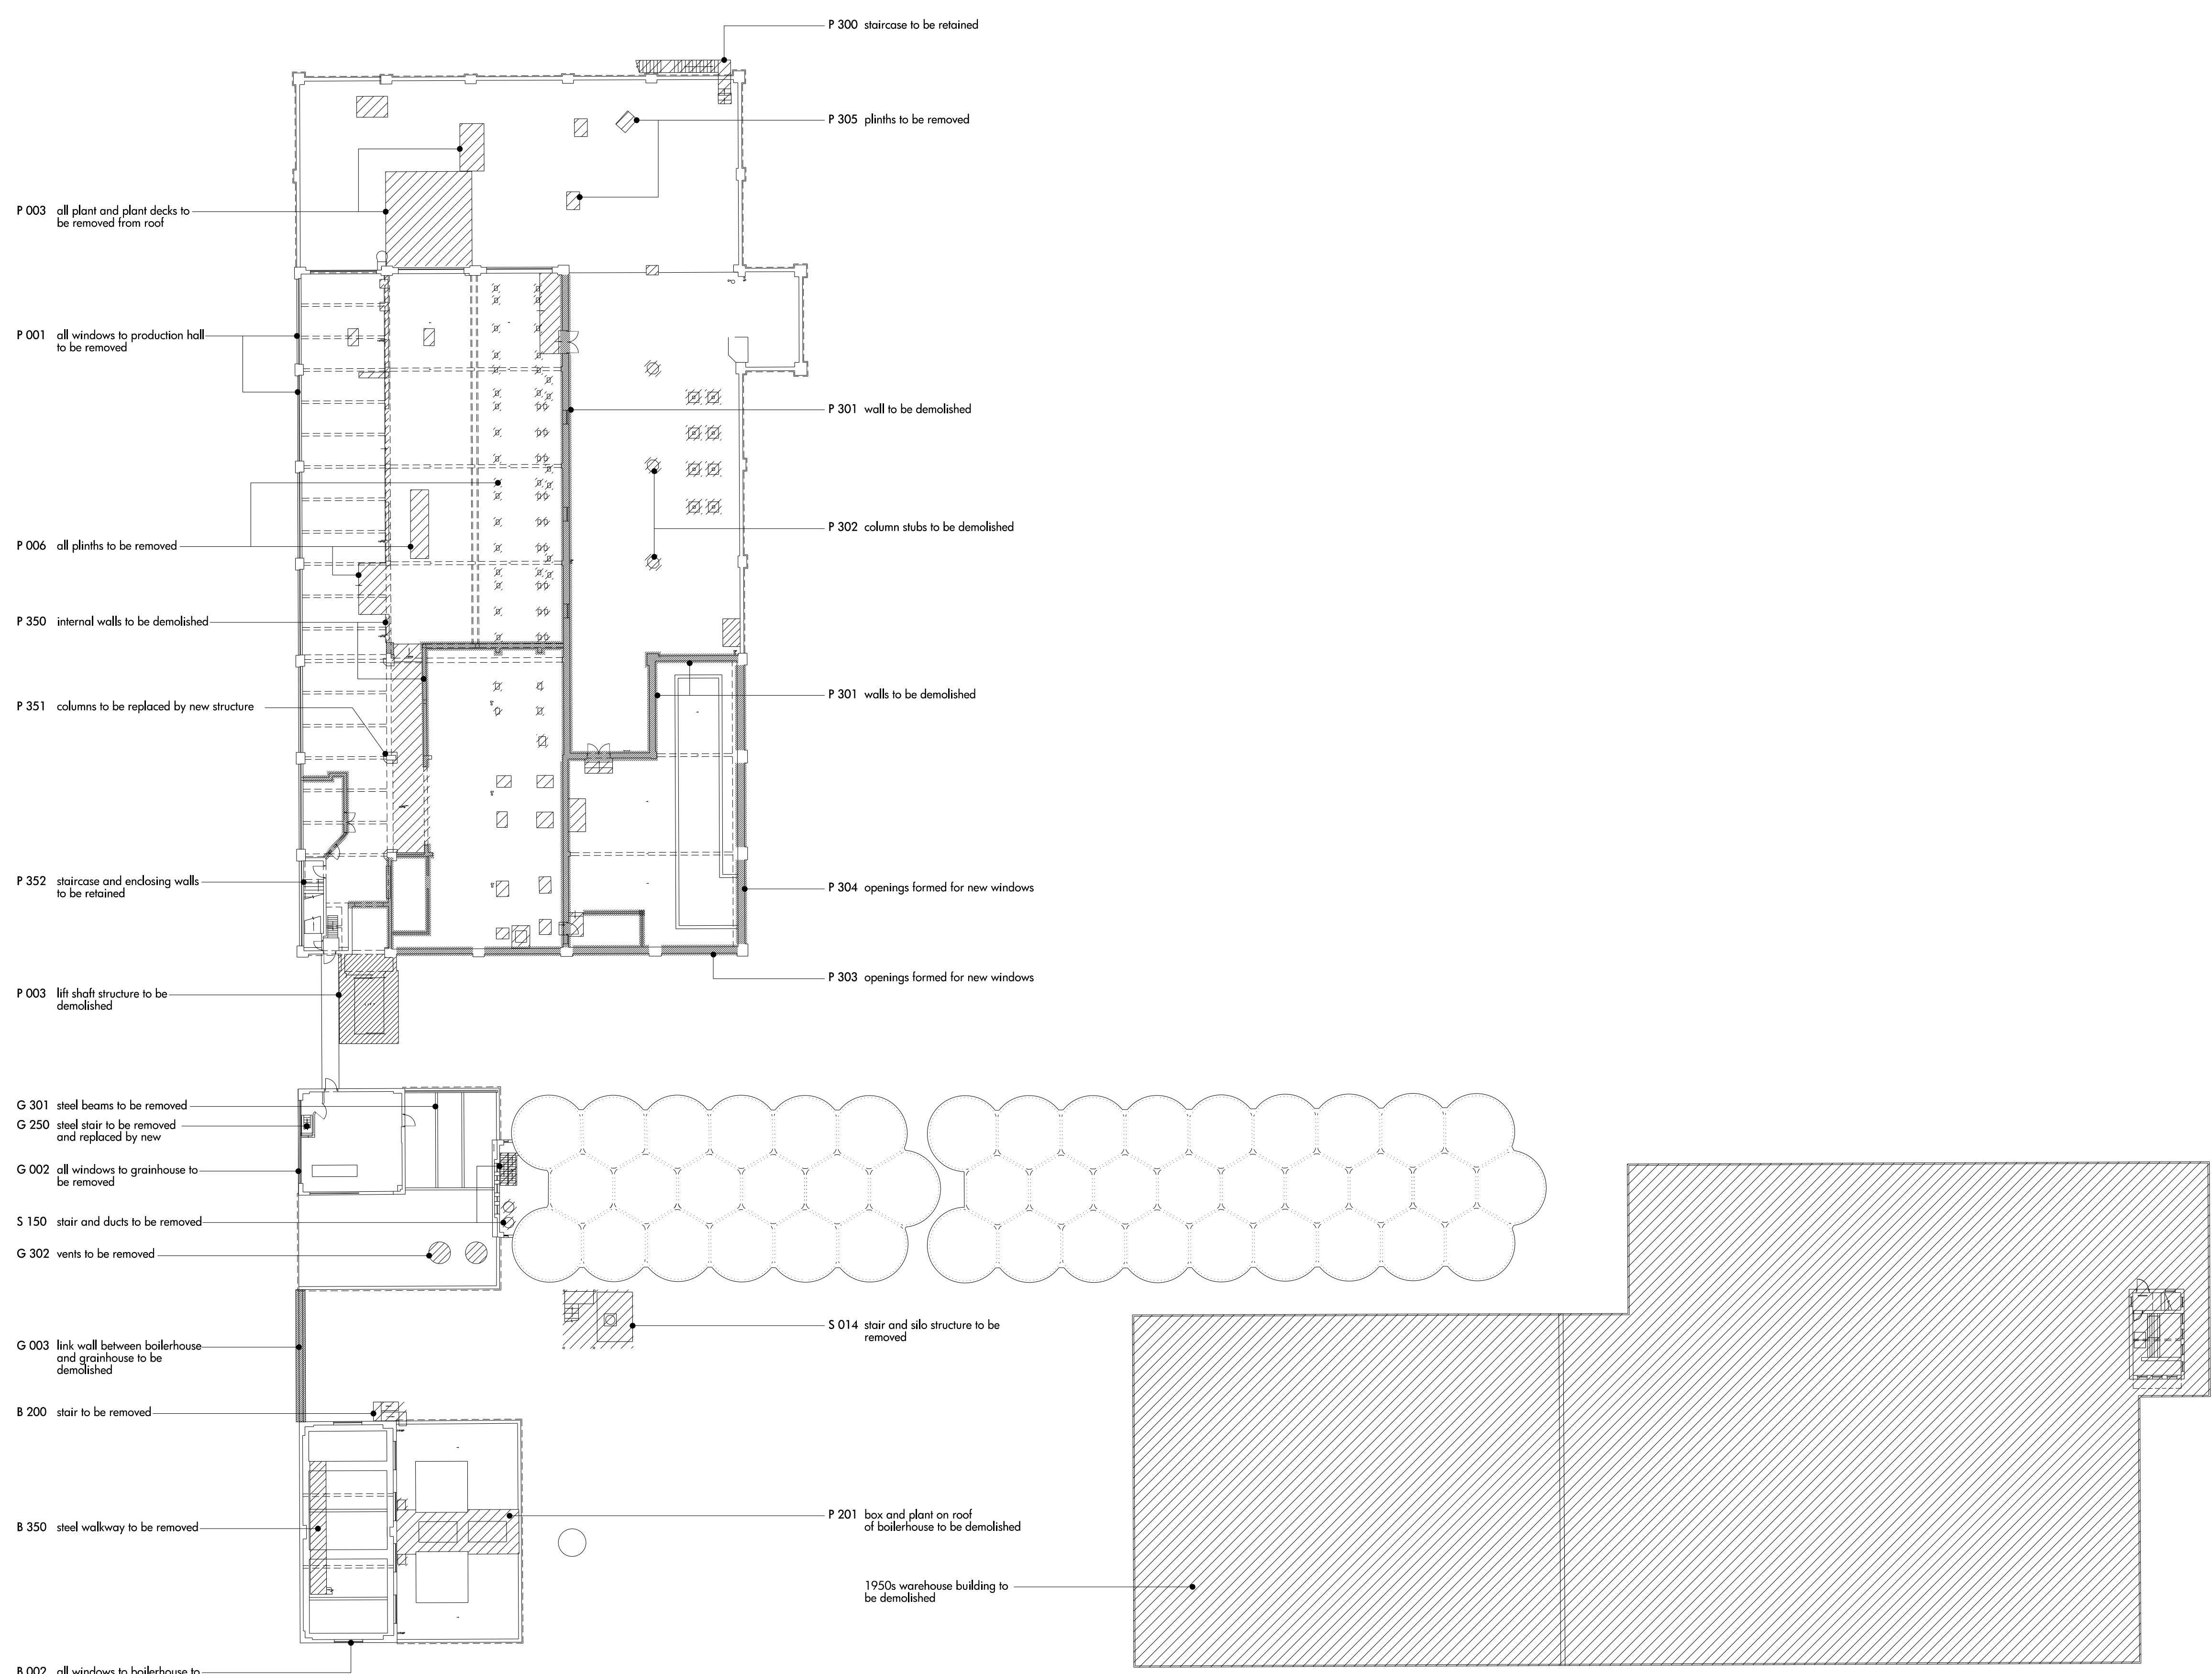 P 300 staircase to be retained
P 305 plinths to be removed
P 003 all plant and plant decks to
be removed from roof
P 001 all windows to production hall
to be removed
P 301 wall to be demolished
P 302 column stubs to be demolished
P 006 all plinths to be removed
P 350 internal walls to be demolished
P 301 walls to be demolished
P 351 columns to be replaced by new structure
P 352 staircase and enclosing walls
to be retained
P 304 openings formed for new windows
P 303 openings formed for new windows
P 003 lift shaft structure to be
demolished
G 301 steel beams to be removed
G 250 steel stair to be removed
and replaced by new
G 002 all windows to grainhouse to
be removed
S 150 stair and ducts to be removed
G 302 vents to be removed
S 014 stair and silo structure to be
removed
G 003 link wall between boilerhouse
and grainhouse to be
demolished
B 200 stair to be removed
P 201 box and plant on roof
of boilerhouse to be demolished
B 350 steel walkway to be removed
1950s warehouse building to
be demolished
B 002 all windows to boilerhouse to